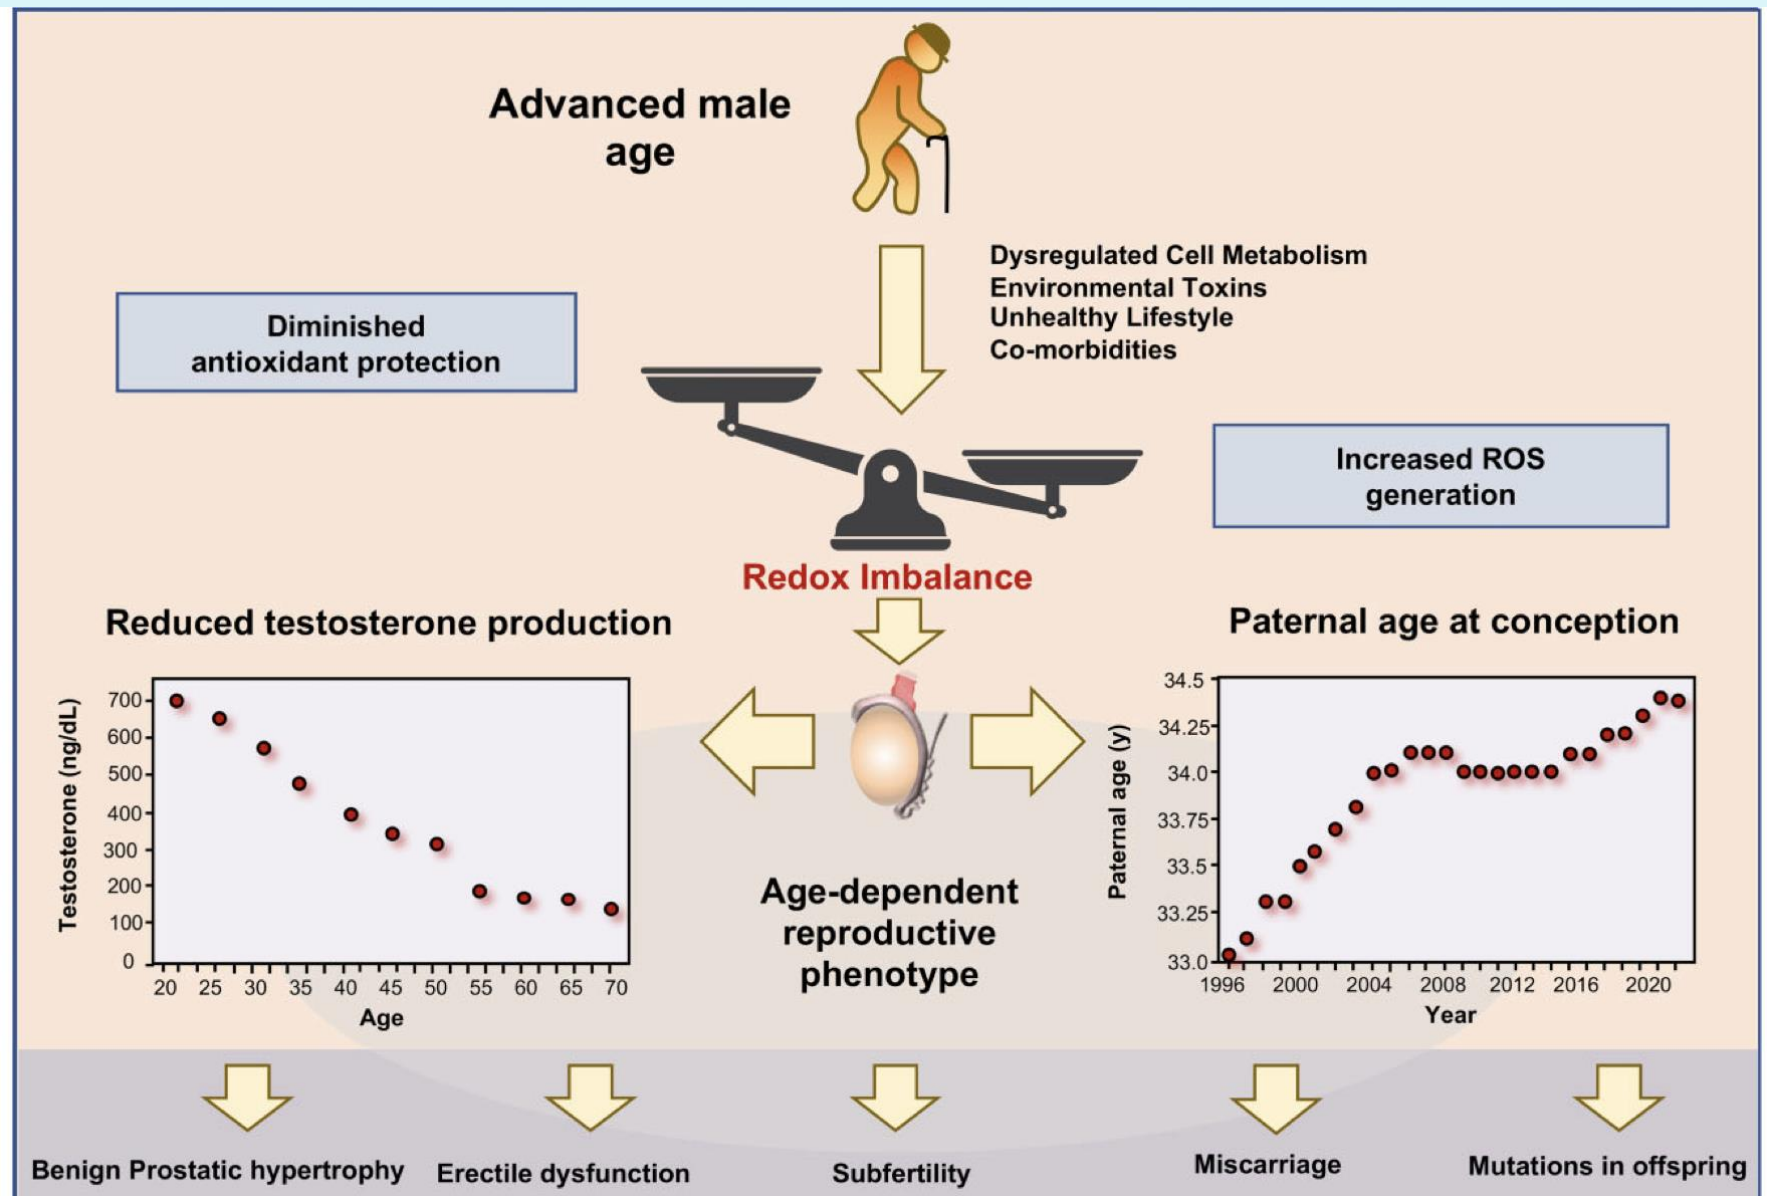 Advanced male
age
Dysregulated Cell Metabolism
Environmental Toxins
Unhealthy Lifestyle
Co-morbidities
Diminished
antioxidant protection
Increased ROS
generation
Redox Imbalance
Reduced testosterone production
Testosterone (ng/dL)
700
600
500
400
300
200
100
0
20 25 30 35 40 45 50 55 60 65 70
Age
Paternal age at conception
Paternal age (y)
34.5
34.25
34.0
33.75
33.5
33.25
33.0
1996 2000 2004 2008 2012 2016 2020
Year
Age-dependent
reproductive
phenotype
Benign Prostatic hypertrophy
Erectile dysfunction
Subfertility
Miscarriage
Mutations in offspring